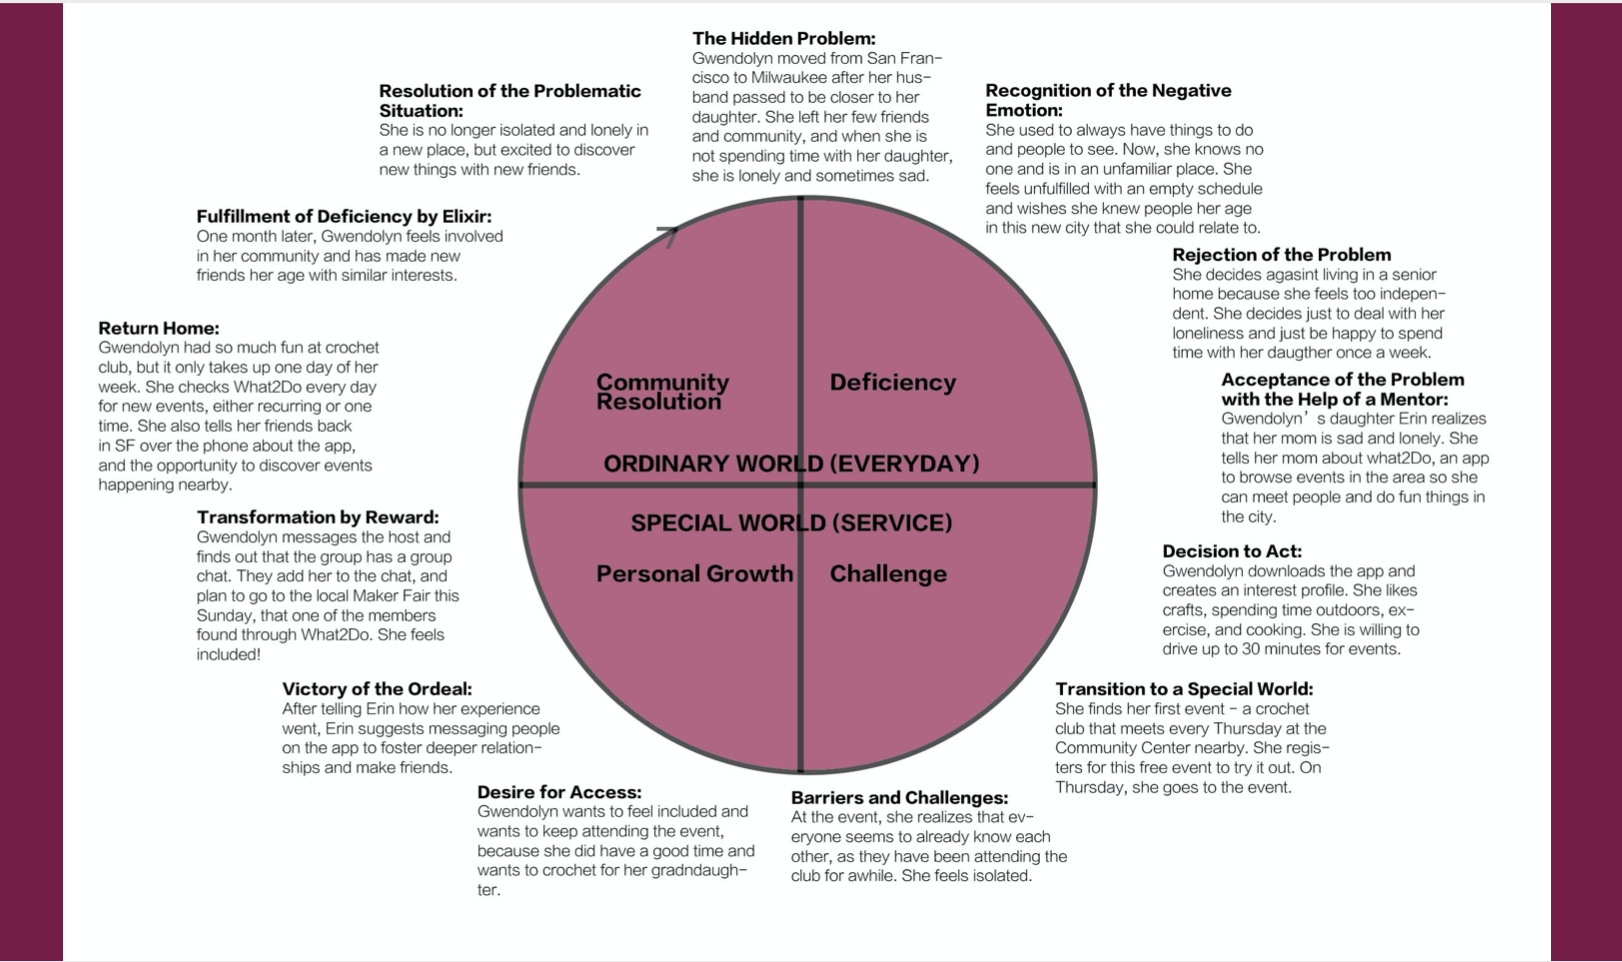 The Hidden Problem:
Gwendolyn moved from San Fran-
cisco to Milwaukee after her hus-
band passed to be closer to her
daughter. She left her few friends
and community, and when she is
not spending time with her daughter,
she is lonely and sometimes sad.
Recognition of the Negative
Emotion:
She used to always have things to do
and people to see. Now, she knows no
one and is in an unfamiliar place. She
feels unfulfilled with an empty schedule
and wishes she knew people her age
in this new city that she could relate to.
Rejection of the Problem
She decides agasint living in a senior
home because she feels too indepen-
dent. She decides just to deal with her
loneliness and just be happy to spend
time with her daugther once a week.
Acceptance of the Problem
with the Help of a Mentor:
Gwendolyn’s daughter Erin realizes
that her mom is sad and lonely. She
tells her mom about what2Do, an app
to browse events in the area so she
can meet people and do fun things in
the city.
Decision to Act:
Gwendolyn downloads the app and
creates an interest profile. She likes
crafts, spending time outdoors, ex-
ercise, and cooking. She is willing to
drive up to 30 minutes for events.
Transition to a Special World:
She finds her first event - a crochet
club that meets every Thursday at the
Community Center nearby. She regis-
ters for this free event to try it out. On
Thursday, she goes to the event.
Barriers and Challenges:
At the event, she realizes that ev-
eryone seems to already know each
other, as they have been attending the
club for awhile. She feels isolated.
Desire for Access:
Gwendolyn wants to feel included and
wants to keep attending the event,
because she did have a good time and
wants to crochet for her gradndaugh-
ter.
Victory of the Ordeal:
After telling Erin how her experience
went, Erin suggests messaging people
on the app to foster deeper relation-
ships and make friends.
Transformation by Reward:
Gwendolyn messages the host and
finds out that the group has a group
chat. They add her to the chat, and
plan to go to the local Maker Fair this
Sunday, that one of the members
found through What2Do. She feels
included!
Return Home:
Gwendolyn had so much fun at crochet
club, but it only takes up one day of her
week. She checks What2Do every day
for new events, either recurring or one
time. She also tells her friends back
in SF over the phone about the app,
and the opportunity to discover events
happening nearby.
Fulfillment of Deficiency by Elixir:
One month later, Gwendolyn feels involved
in her community and has made new
friends her age with similar interests.
Resolution of the Problematic
Situation:
She is no longer isolated and lonely in
a new place, but excited to discover
new things with new friends.
Community
Resolution
Deficiency
ORDINARY WORLD (EVERYDAY)
SPECIAL WORLD (SERVICE)
Personal Growth
Challenge